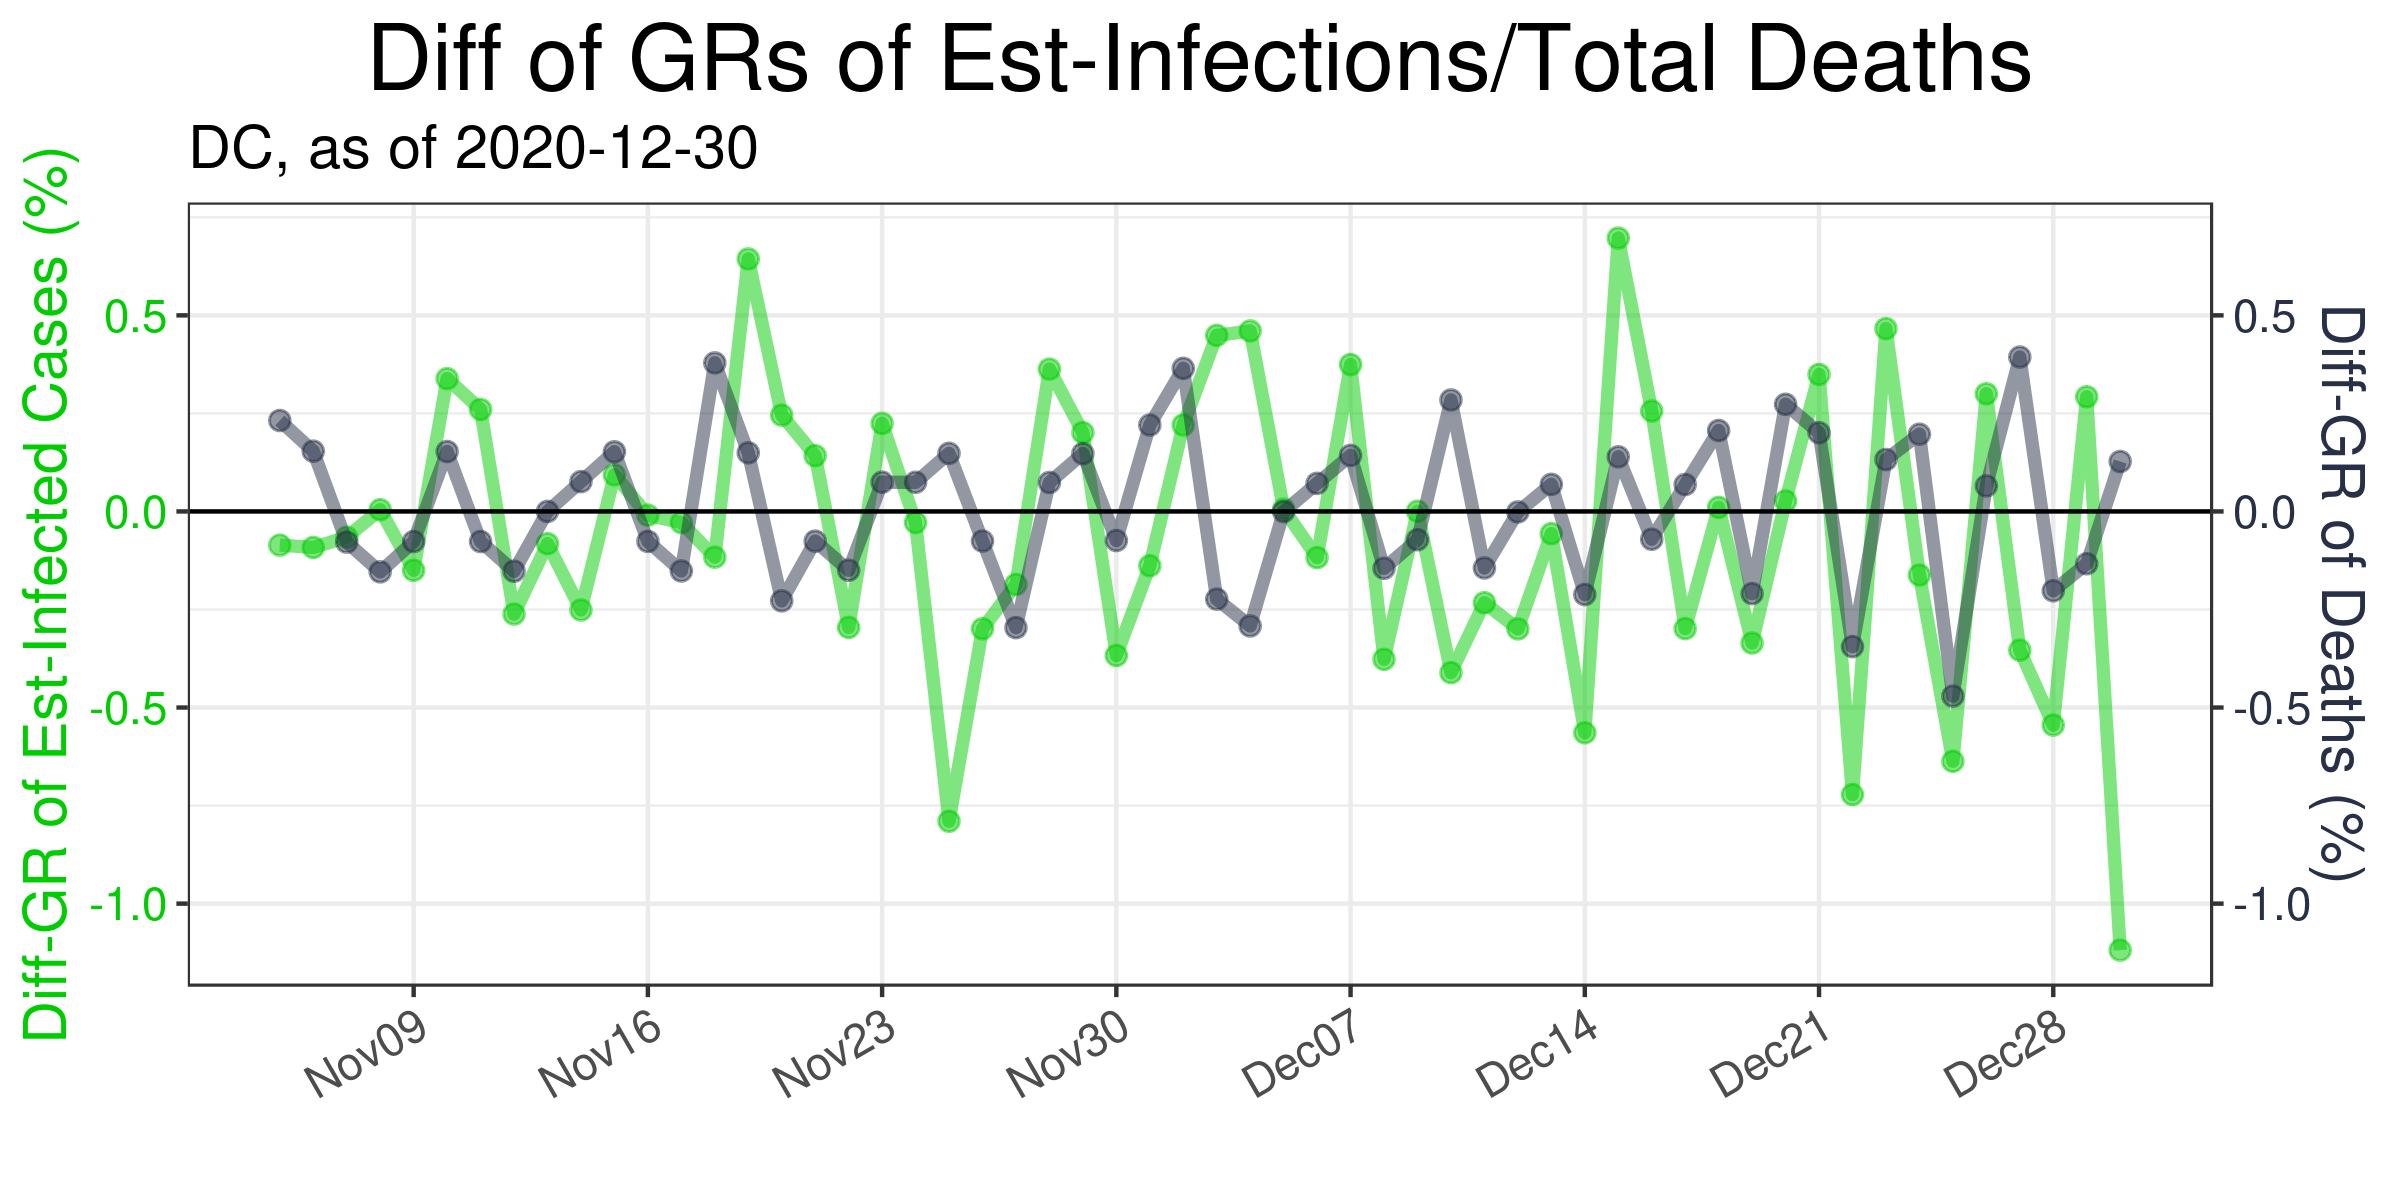 Diff of GRs of Est-Infections/Total Deaths
DC, as of 2020-12-30
Diff-GR of Est-Infected Cases (%)
0.5
0.0
-0.5
-1.0
0.5
0.0
-0.5
-1.0
Diff-GR of Deaths (%)
Nov09
Nov16
Nov23
Nov30
Dec07
Dec14
Dec21
Dec28